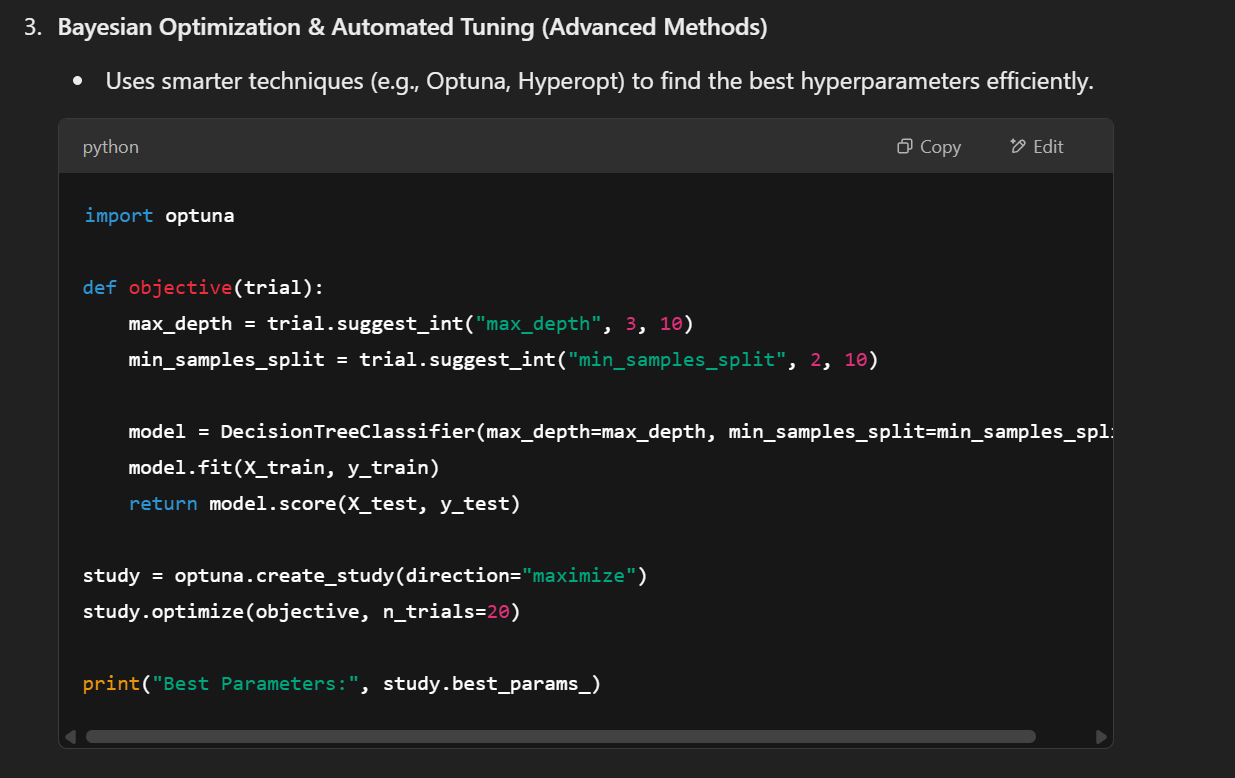 3. Bayesian Optimization & Automated Tuning (Advanced Methods)
• Uses smarter techniques (e.g., Optuna, Hyperopt) to find the best hyperparameters efficiently.
python Copy Edit
import optuna
def objective(trial):
    max_depth = trial.suggest_int("max_depth", 3, 10)
    min_samples_split = trial.suggest_int("min_samples_split", 2, 10)
    model = DecisionTreeClassifier(max_depth=max_depth, min_samples_split=min_samples_spl
    model.fit(X_train, y_train)
    return model.score(X_test, y_test)
study = optuna.create_study(direction="maximize")
study.optimize(objective, n_trials=20)
print("Best Parameters:", study.best_params_)